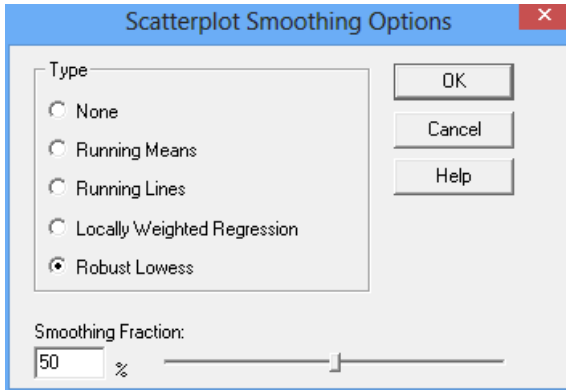 Scatterplot Smoothing Options
Type
None
Running Means
Running Lines
Locally Weighted Regression
Robust Lowess
OK
Cancel
Help
Smoothing Fraction:
50 %